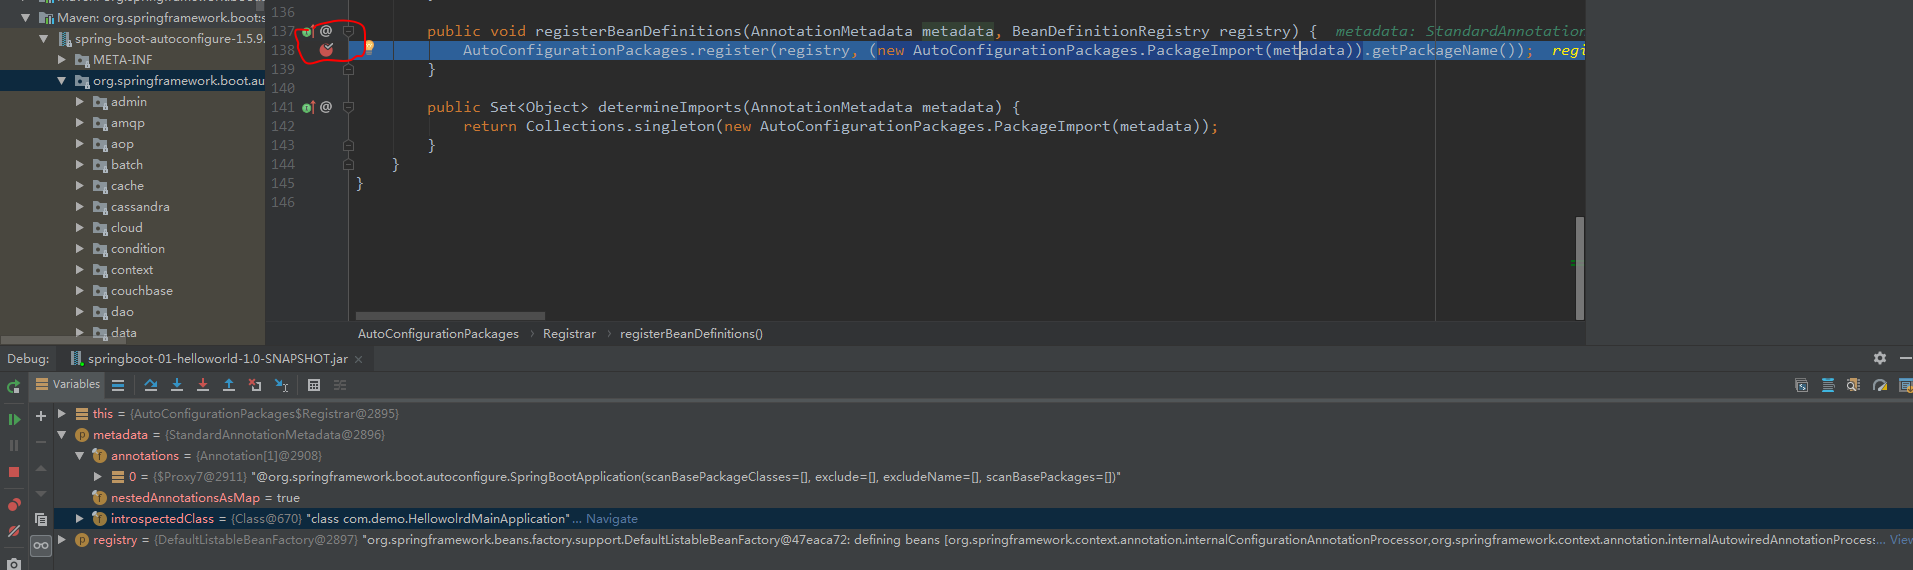 Maven: org.springframework.boot:s
spring-boot-autoconfigure-1.5.9.
META-INF
org.springframework.boot.au
admin
amqp
aop
batch
cache
cassandra
cloud
condition
context
couchbase
dao
data
136
137 @ public void registerBeanDefinitions(AnnotationMetadata metadata, BeanDefinitionRegistry registry) { metadata: StandardAnnotation
138 AutoConfigurationPackages.register(registry, (new AutoConfigurationPackages.PackageImport(metadata)).getPackageName()); regi
139 }
140
141 @ public Set<Object> determineImports(AnnotationMetadata metadata) {
142 return Collections.singleton(new AutoConfigurationPackages.PackageImport(metadata));
143 }
144 }
145 }
146
AutoConfigurationPackages › Registrar › registerBeanDefinitions()
Debug: springboot-01-helloworld-1.0-SNAPSHOT.jar ×
Variables
this = {AutoConfigurationPackages$Registrar@2895}
metadata = {StandardAnnotationMetadata@2896}
annotations = {Annotation[1]@2908}
0 = {$Proxy7@2911} "@org.springframework.boot.autoconfigure.SpringBootApplication(scanBasePackageClasses=[], exclude=[], excludeName=[], scanBasePackages=[])"
nestedAnnotationsAsMap = true
introspectedClass = {Class@670} "class com.demo.HellowolrdMainApplication"... Navigate
registry = {DefaultListableBeanFactory@2897} "org.springframework.beans.factory.support.DefaultListableBeanFactory@47eaca72: defining beans [org.springframework.context.annotation.internalConfigurationAnnotationProcessor,org.springframework.context.annotation.internalAutowiredAnnotationProcess... View